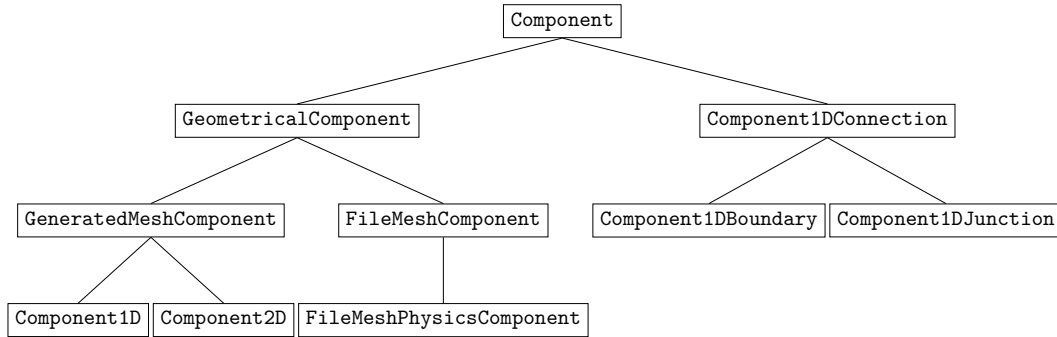 Component
GeometricalComponent
Component1DConnection
GeneratedMeshComponent
FileMeshComponent
Component1DBoundary
Component1DJunction
Component1D
Component2D
FileMeshPhysicsComponent